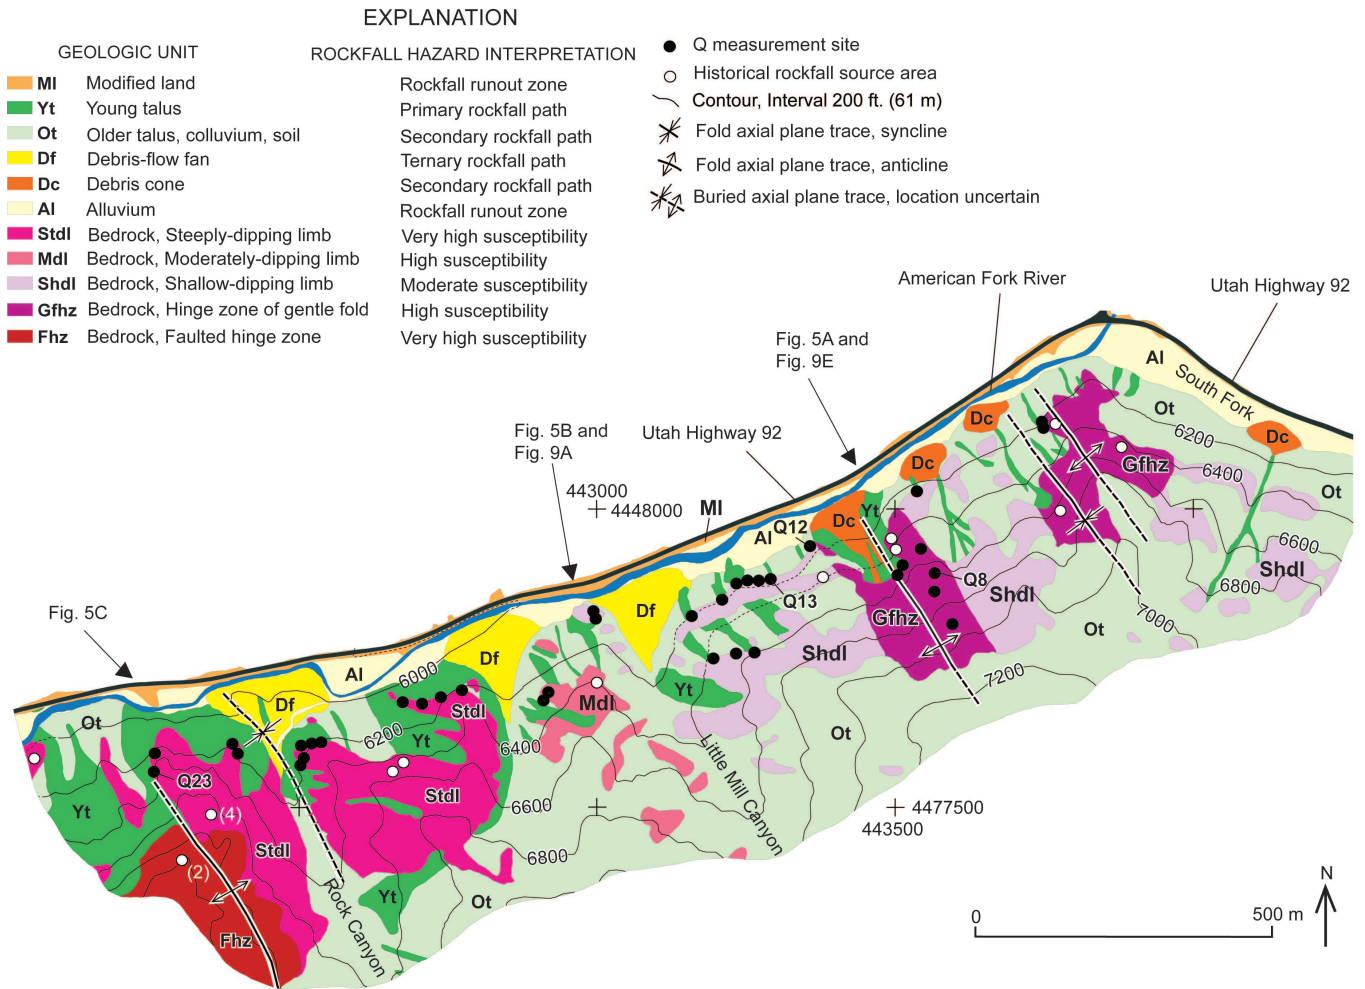 EXPLANATION
GEOLOGIC UNIT
ROCKFALL HAZARD INTERPRETATION
Ml Modified land Rockfall runout zone
Yt Young talus Primary rockfall path
Ot Older talus, colluvium, soil Secondary rockfall path
Df Debris-flow fan Ternary rockfall path
Dc Debris cone Secondary rockfall path
Al Alluvium Rockfall runout zone
Stdl Bedrock, Steeply-dipping limb Very high susceptibility
Mdl Bedrock, Moderately-dipping limb High susceptibility
Shdl Bedrock, Shallow-dipping limb Moderate susceptibility
Gfhz Bedrock, Hinge zone of gentle fold High susceptibility
Fhz Bedrock, Faulted hinge zone Very high susceptibility
Q measurement site
Historical rockfall source area
Contour, Interval 200 ft. (61 m)
Fold axial plane trace, syncline
Fold axial plane trace, anticline
Buried axial plane trace, location uncertain
American Fork River
Utah Highway 92
Fig. 5A and
Fig. 9E
Al
South Fork
Ot
Dc
Dc
6200
Fig. 5B and
Fig. 9A
Utah Highway 92
Dc
Gfhz
6400
443000
4448000
Ml
Ot
Q12
Al
Dc
Yt
6600
Shdl
6800
Q8
Shdl
Q13
Fig. 5C
Df
Gfhz
7000
Ot
Df
Shdl
7200
Al
6000
Df
Yt
Mdl
Stdl
Ot
6200
Yt
6400
Ot
Little Mill Canyon
Q23
Stdl
6600
4477500
443500
Yt
(4)
Stdl
6800
(2)
Yt
Ot
Rock Canyon
Fhz
N
0
500 m